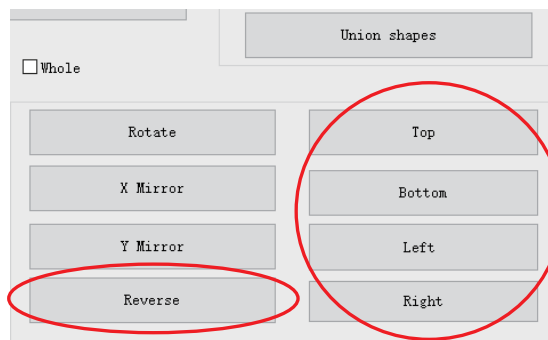 Union shapes
Whole
Rotate
Top
X Mirror
Bottom
Y Mirror
Left
Reverse
Right